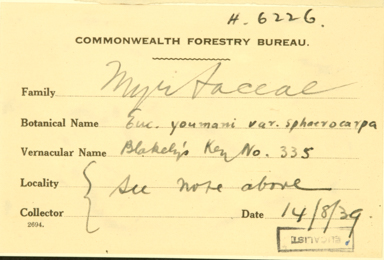 H. 6226.
COMMONWEALTH FORESTRY BUREAU.
Family Myrtaceae
Botanical Name Euc. youmani var. sphaerocarpa
Vernacular Name Blakely's Key No. 335
Locality See note above
Collector Date 14/8/39
2694.
EUCALIST